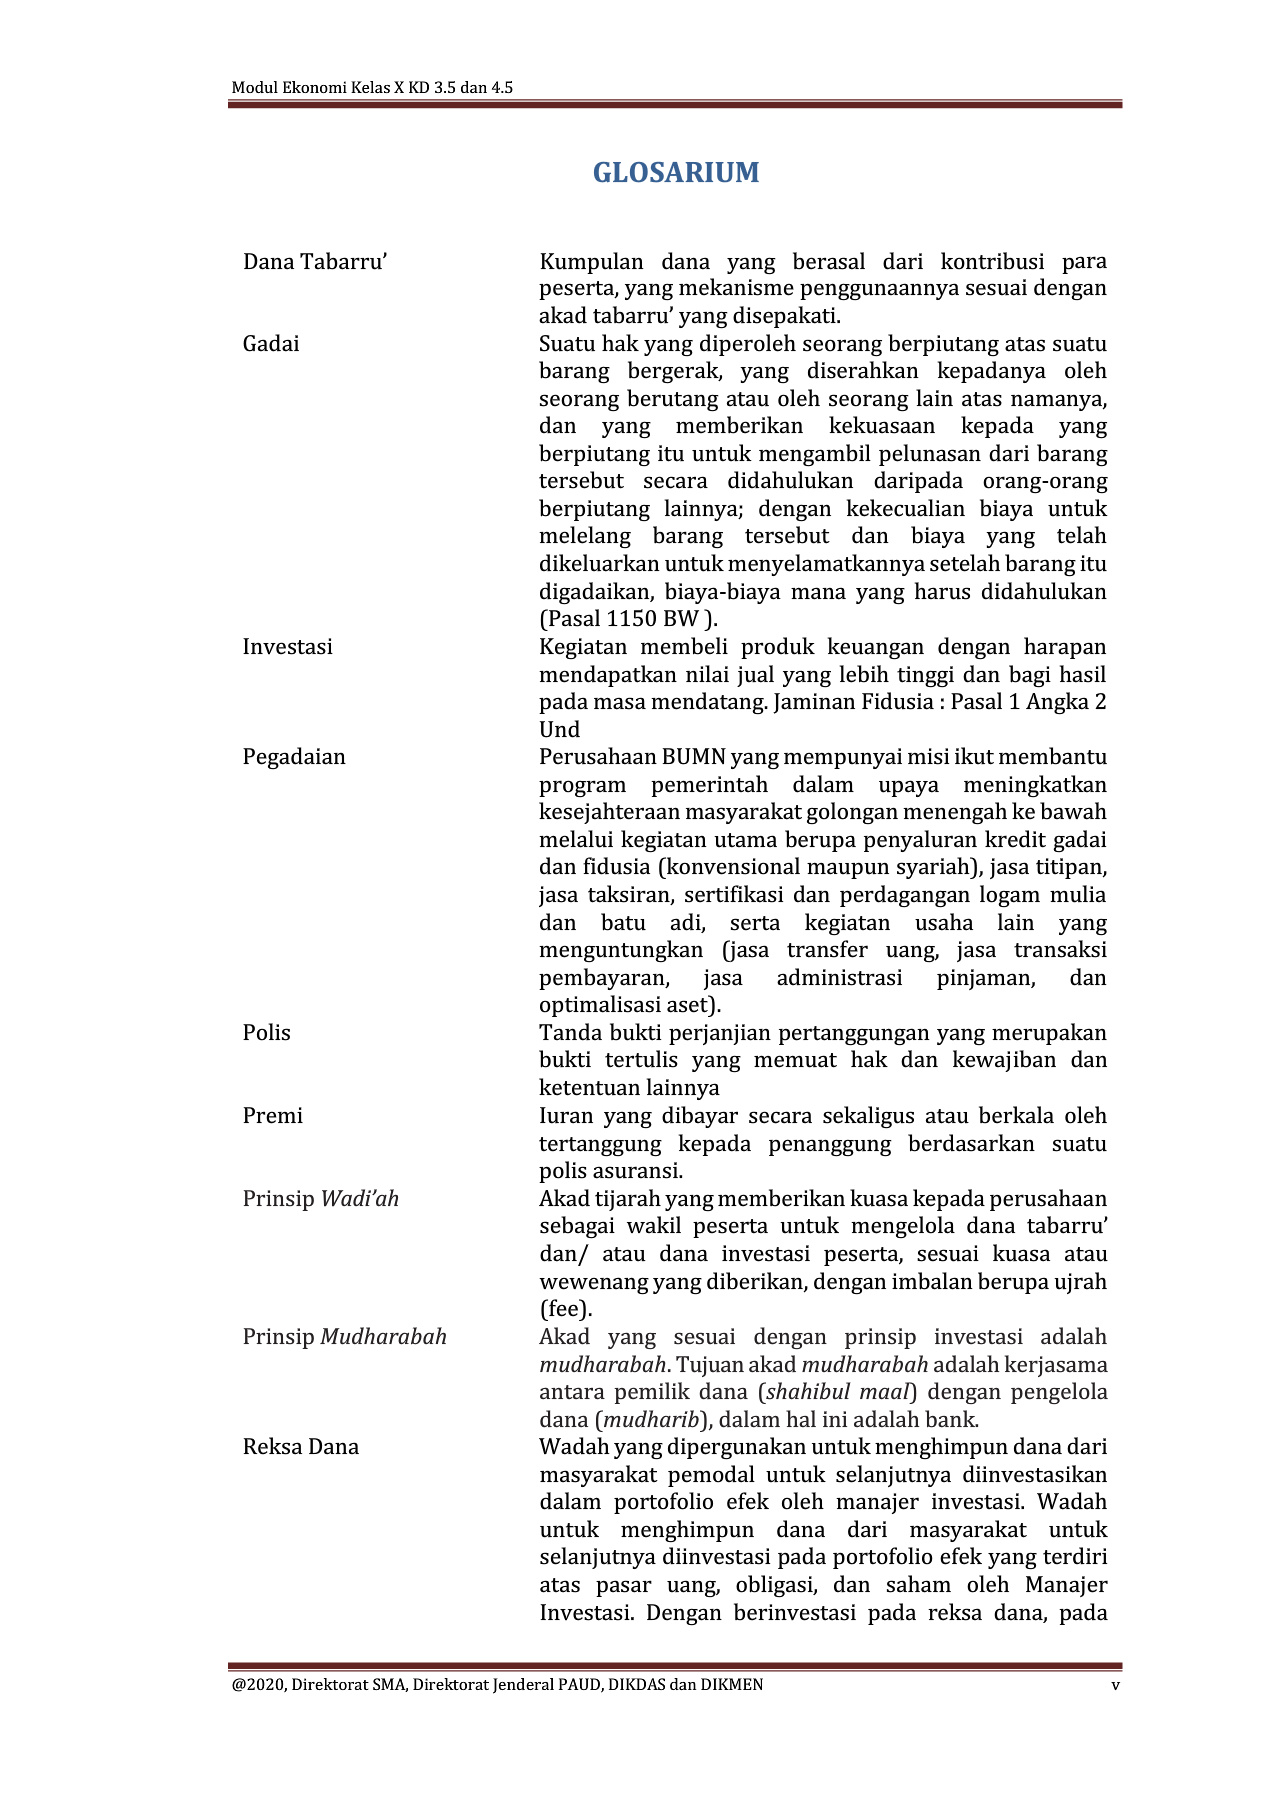 Modul Ekonomi Kelas X KD 3.5 dan 4.5
GLOSARIUM
Dana Tabarru’ Kumpulan dana yang berasal dari kontribusi para
peserta, yang mekanisme penggunaannya sesuai dengan
akad tabarru’ yang disepakati.
Gadai Suatu hak yang diperoleh seorang berpiutang atas suatu
barang bergerak, yang diserahkan kepadanya oleh
seorang berutang atau oleh seorang lain atas namanya,
dan yang memberikan kekuasaan kepada yang
berpiutang itu untuk mengambil pelunasan dari barang
tersebut secara didahulukan daripada orang-orang
berpiutang lainnya; dengan kekecualian biaya untuk
melelang barang tersebut dan biaya yang telah
dikeluarkan untuk menyelamatkannya setelah barang itu
digadaikan, biaya-biaya mana yang harus didahulukan
(Pasal 1150 BW ).
Investasi Kegiatan membeli produk keuangan dengan harapan
mendapatkan nilai jual yang lebih tinggi dan bagi hasil
pada masa mendatang. Jaminan Fidusia : Pasal 1 Angka 2
Und
Pegadaian Perusahaan BUMN yang mempunyai misi ikut membantu
program pemerintah dalam upaya meningkatkan
kesejahteraan masyarakat golongan menengah ke bawah
melalui kegiatan utama berupa penyaluran kredit gadai
dan fidusia (konvensional maupun syariah), jasa titipan,
jasa taksiran, sertifikasi dan perdagangan logam mulia
dan batu adi, serta kegiatan usaha lain yang
menguntungkan (jasa transfer uang, jasa transaksi
pembayaran, jasa administrasi pinjaman, dan
optimalisasi aset).
Polis Tanda bukti perjanjian pertanggungan yang merupakan
bukti tertulis yang memuat hak dan kewajiban dan
ketentuan lainnya
Premi Iuran yang dibayar secara sekaligus atau berkala oleh
tertanggung kepada penanggung berdasarkan suatu
polis asuransi.
Prinsip Wadi’ah Akad tijarah yang memberikan kuasa kepada perusahaan
sebagai wakil peserta untuk mengelola dana tabarru’
dan/ atau dana investasi peserta, sesuai kuasa atau
wewenang yang diberikan, dengan imbalan berupa ujrah
(fee).
Prinsip Mudharabah Akad yang sesuai dengan prinsip investasi adalah
mudharabah. Tujuan akad mudharabah adalah kerjasama
antara pemilik dana (shahibul maal) dengan pengelola
dana (mudharib), dalam hal ini adalah bank.
Reksa Dana Wadah yang dipergunakan untuk menghimpun dana dari
masyarakat pemodal untuk selanjutnya diinvestasikan
dalam portofolio efek oleh manajer investasi. Wadah
untuk menghimpun dana dari masyarakat untuk
selanjutnya diinvestasi pada portofolio efek yang terdiri
atas pasar uang, obligasi, dan saham oleh Manajer
Investasi. Dengan berinvestasi pada reksa dana, pada
@2020, Direktorat SMA, Direktorat Jenderal PAUD, DIKDAS dan DIKMEN v